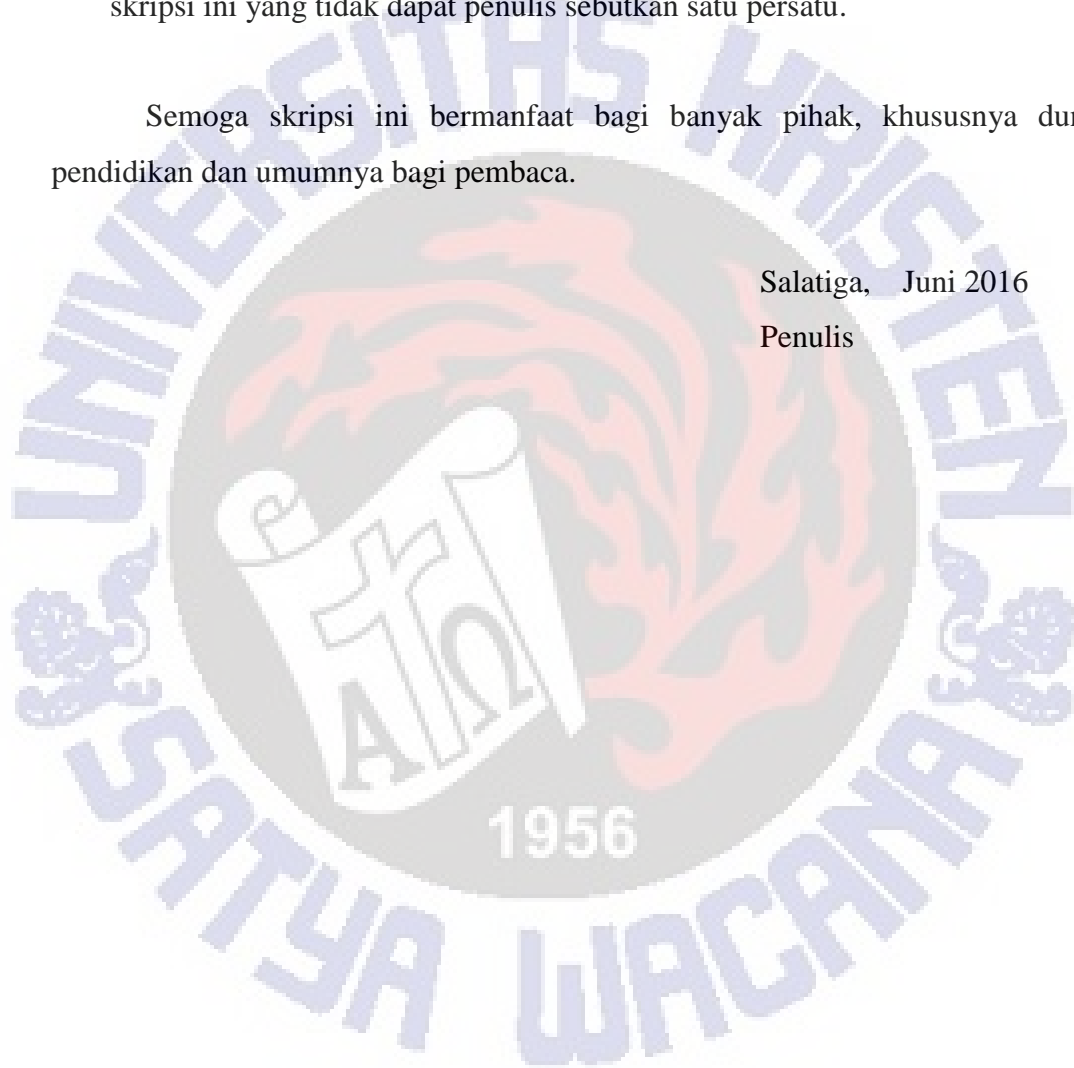 skripsi ini yang tidak dapat penulis sebutkan satu persatu.
Semoga skripsi ini bermanfaat bagi banyak pihak, khususnya
pendidikan dan umumnya bagi pembaca.
Salatiga, Juni 2016
Penulis
UNIVERSITAS KRISTEN
SATYA WACANA
Α Ω
1956